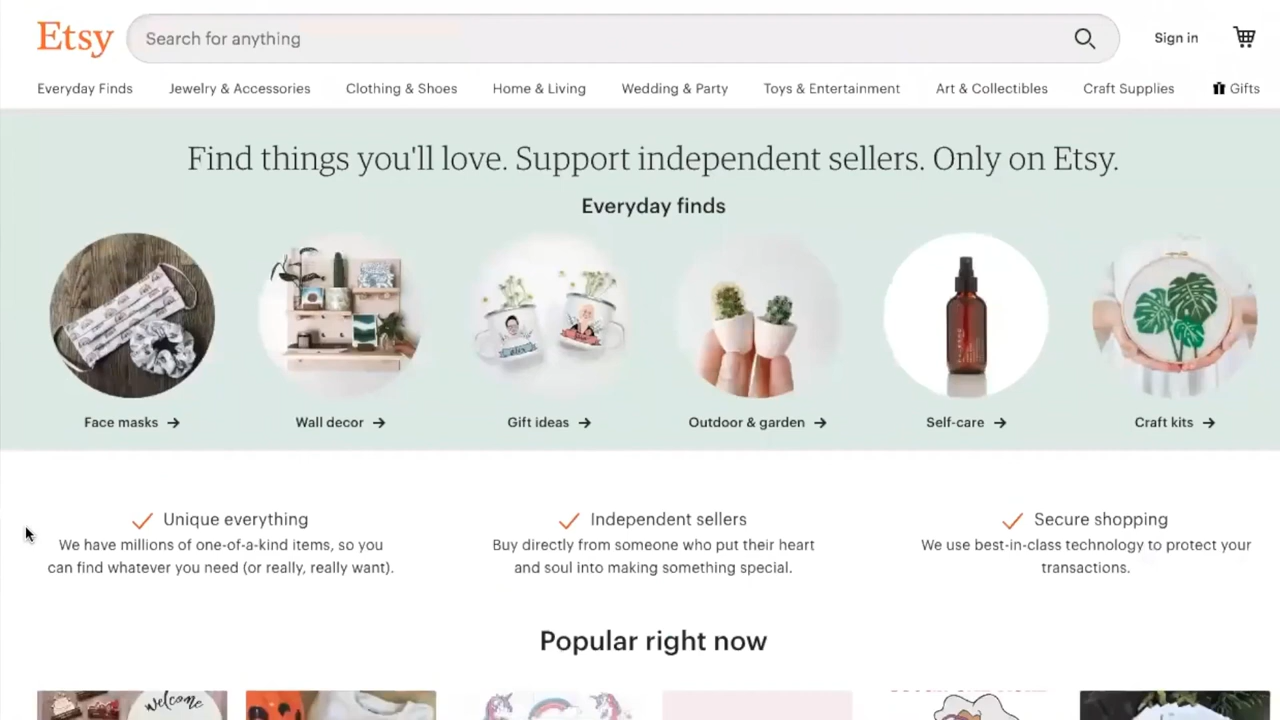 Etsy
Search for anything
Sign in
Everyday Finds
Jewelry & Accessories
Clothing & Shoes
Home & Living
Wedding & Party
Toys & Entertainment
Art & Collectibles
Craft Supplies
Gifts
Find things you'll love. Support independent sellers. Only on Etsy.
Everyday finds
Face masks →
Wall decor →
Gift ideas →
Outdoor & garden →
Self-care →
Craft kits →
Unique everything
We have millions of one-of-a-kind items, so you
can find whatever you need (or really, really want).
Independent sellers
Buy directly from someone who put their heart
and soul into making something special.
Secure shopping
We use best-in-class technology to protect your
transactions.
Popular right now
welcome